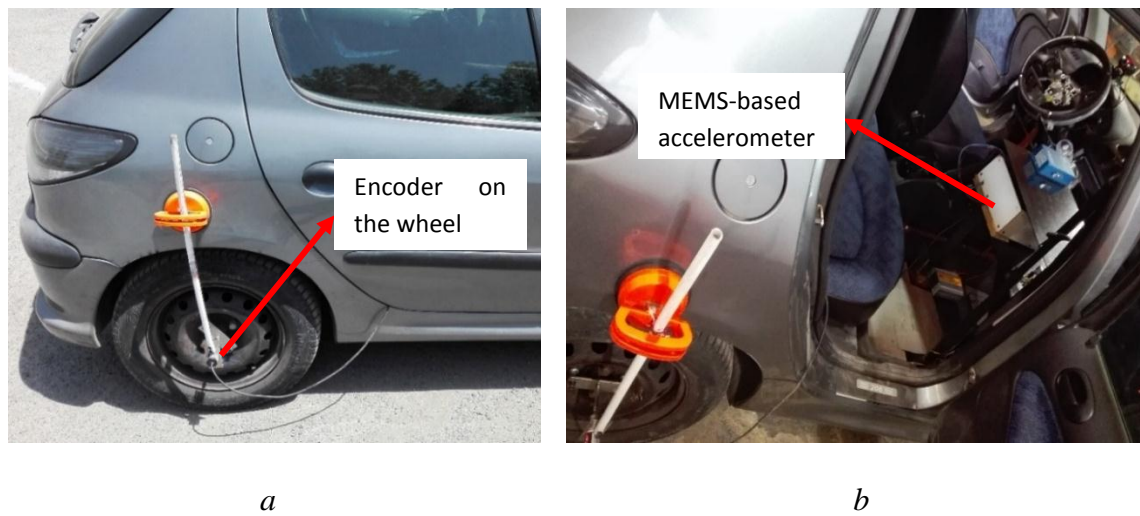 Encoder on
the wheel
MEMS-based
accelerometer
a
b